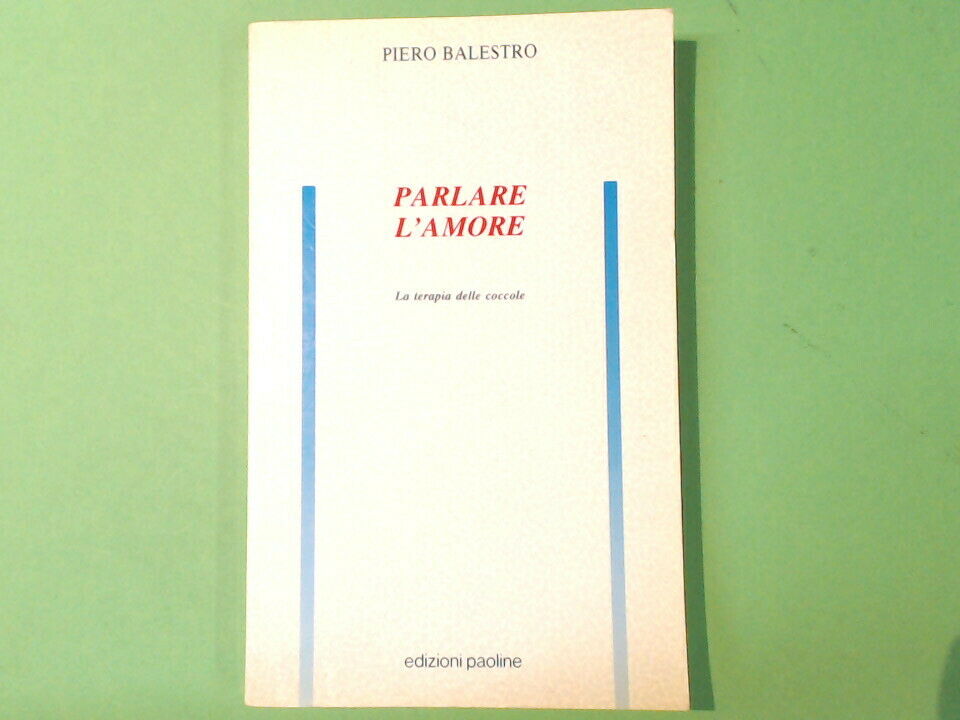 PIERO BALESTRO
PARLARE
L'AMORE
La terapia delle coccole
edizioni paoline